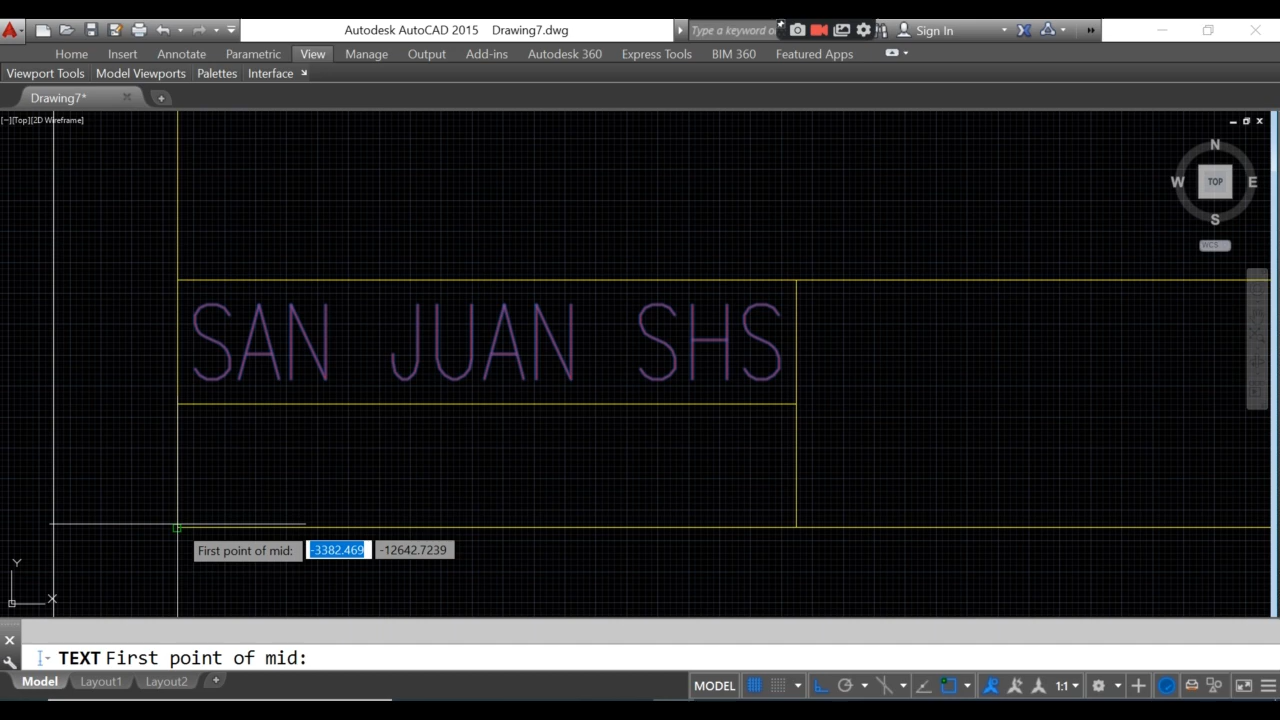 Autodesk AutoCAD 2015 Drawing7.dwg
Type a keyword o
Sign In
Home Insert Annotate Parametric View Manage Output Add-ins Autodesk 360 Express Tools BIM 360 Featured Apps
Viewport Tools Model Viewports Palettes Interface
Drawing7*
[−][Top][2D Wireframe]
N
W TOP E
S
WCS
SAN JUAN SHS
First point of mid: -3382.469 -12642.7239
Y
X
TEXT First point of mid:
Model Layout1 Layout2
MODEL 1:1